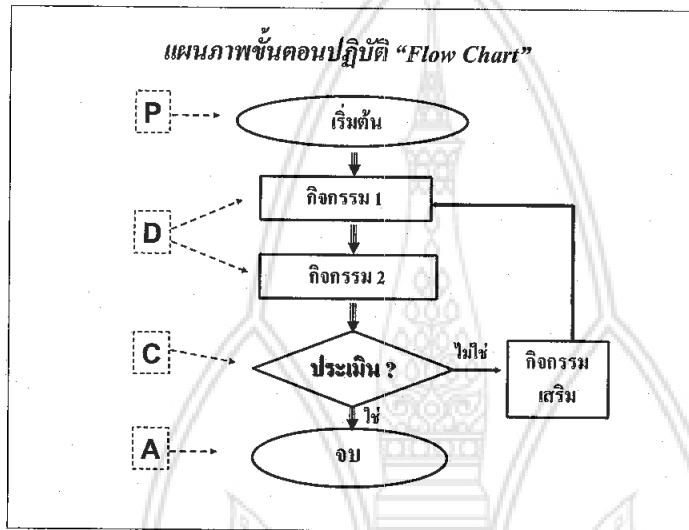 แผนภาพขั้นตอนปฏิบัติ “Flow Chart”
P
เริ่มต้น
กิจกรรม 1
D
กิจกรรม 2
C
ประเมิน ?
ไม่ใช่
กิจกรรม
เสริม
ใช่
A
จบ